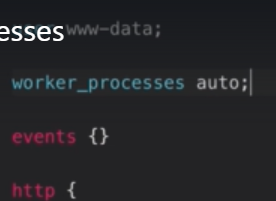 esses
www-data;
worker_processes auto;
events {}
http {